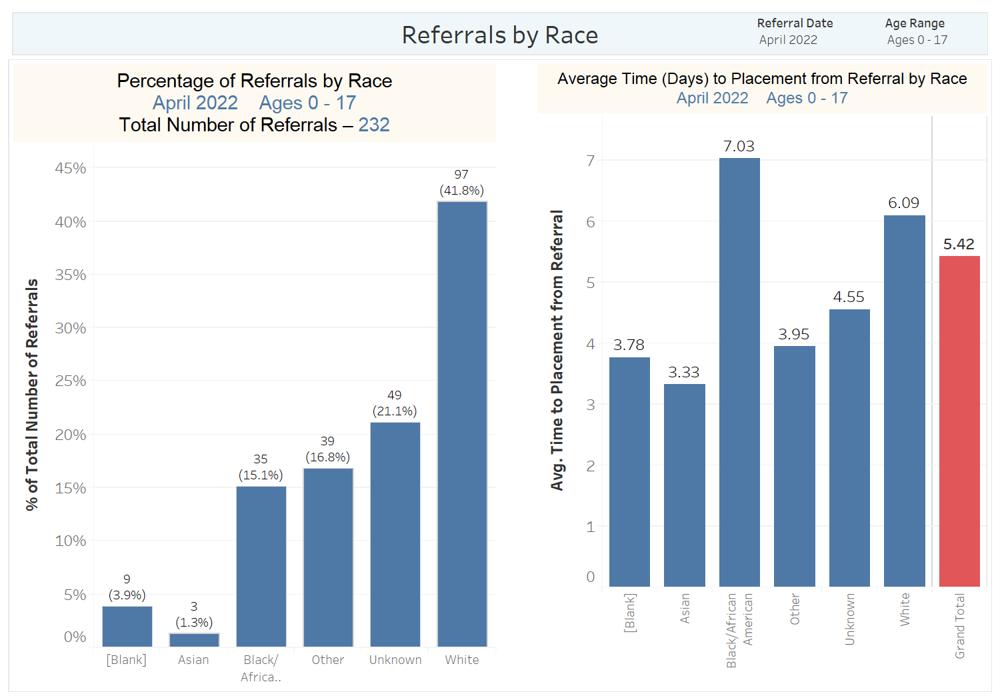 Referrals by Race
Referral Date
April 2022
Age Range
Ages 0 - 17
Percentage of Referrals by Race
April 2022 Ages 0 - 17
Total Number of Referrals – 232
% of Total Number of Referrals
45%
40%
35%
30%
25%
20%
15%
10%
5%
0%
9
(3.9%)
3
(1.3%)
35
(15.1%)
39
(16.8%)
49
(21.1%)
97
(41.8%)
[Blank]
Asian
Black/
Africa..
Other
Unknown
White
Average Time (Days) to Placement from Referral by Race
April 2022 Ages 0 - 17
Avg. Time to Placement from Referral
7
6
5
4
3
2
1
0
3.78
3.33
7.03
3.95
4.55
6.09
5.42
[Blank]
Asian
Black/African
American
Other
Unknown
White
Grand Total